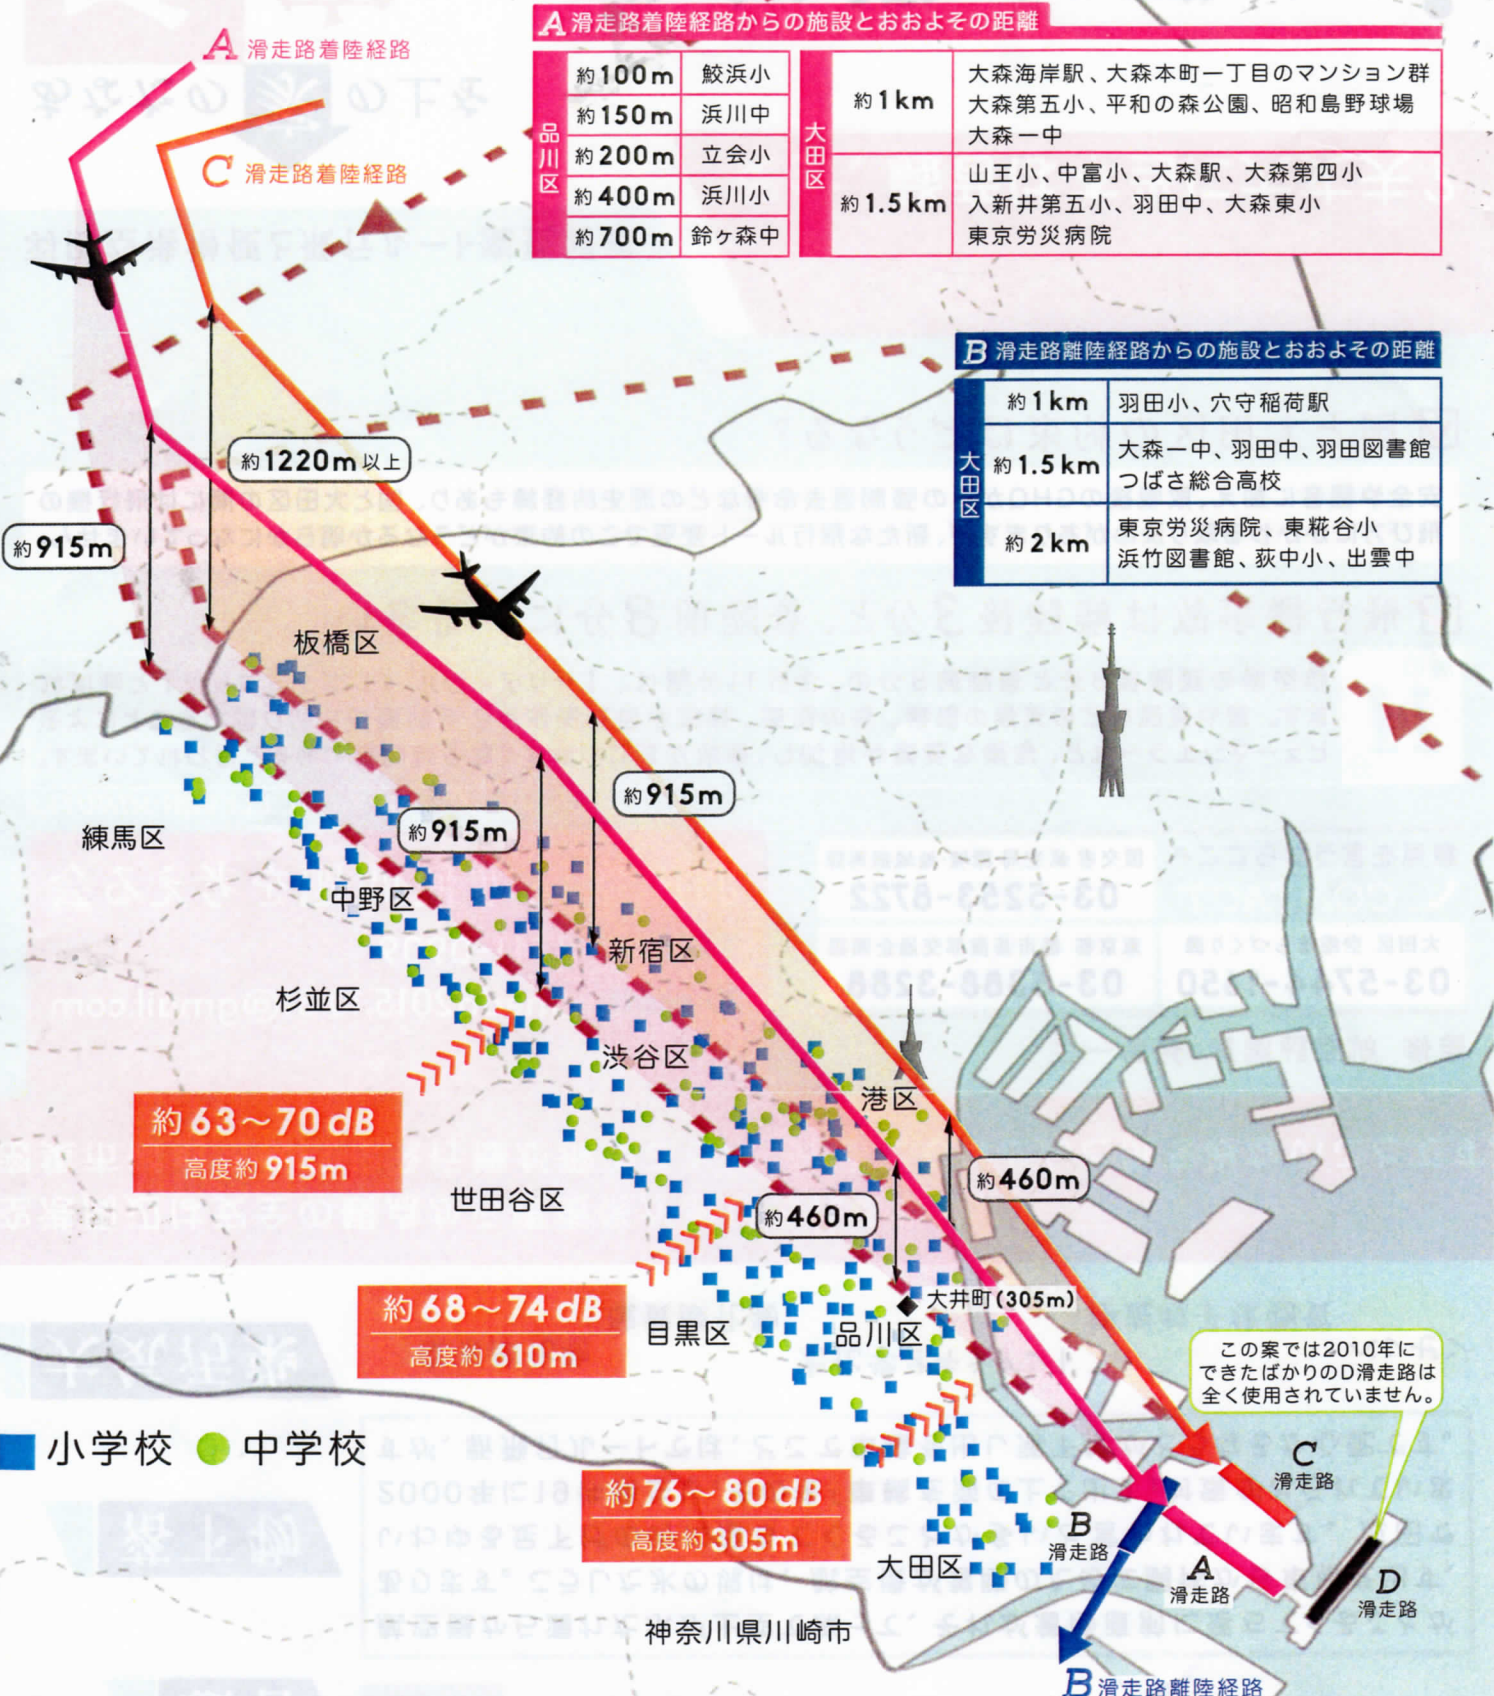 A 滑走路着陸経路
C 滑走路着陸経路
A 滑走路着陸経路からの施設とおおよその距離
品川区
約100m 鮫浜小
約150m 浜川中
約200m 立会小
約400m 浜川小
約700m 鈴ヶ森中
大田区
約1km
大森海岸駅、大森本町一丁目のマンション群
大森第五小、平和の森公園、昭和島野球場
大森一中
約1.5km
山王小、中富小、大森駅、大森第四小
入新井第五小、羽田中、大森東小
東京労災病院
B 滑走路離陸経路からの施設とおおよその距離
大田区
約1km 羽田小、穴守稲荷駅
約1.5km
大森一中、羽田中、羽田図書館
つばさ総合高校
約2km
東京労災病院、東糀谷小
浜竹図書館、荻中小、出雲中
約1220m以上
約915m
板橋区
約915m
約915m
練馬区
中野区
新宿区
杉並区
渋谷区
港区
約63〜70dB
高度約915m
世田谷区
約460m
約460m
大井町(305m)
約68〜74dB
高度約610m
目黒区
品川区
この案では2010年に
できたばかりのD滑走路は
全く使用されていません。
小学校 中学校
C
滑走路
約76〜80dB
高度約305m
B
滑走路
大田区
A
滑走路
D
滑走路
神奈川県川崎市
B 滑走路離陸経路